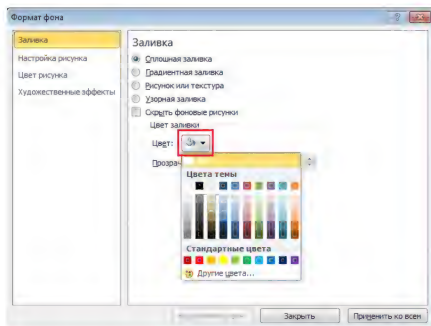 Формат фона
Заливка
Настройка рисунка
Цвет рисунка
Художественные эффекты
Заливка
Сплошная заливка
Градиентная заливка
Рисунок или текстура
Узорная заливка
Скрыть фоновые рисунки
Цвет заливки
Цвет:
Прозрач
Цвета темы
Стандартные цвета
Другие цвета...
Закрыть
Применить ко всем